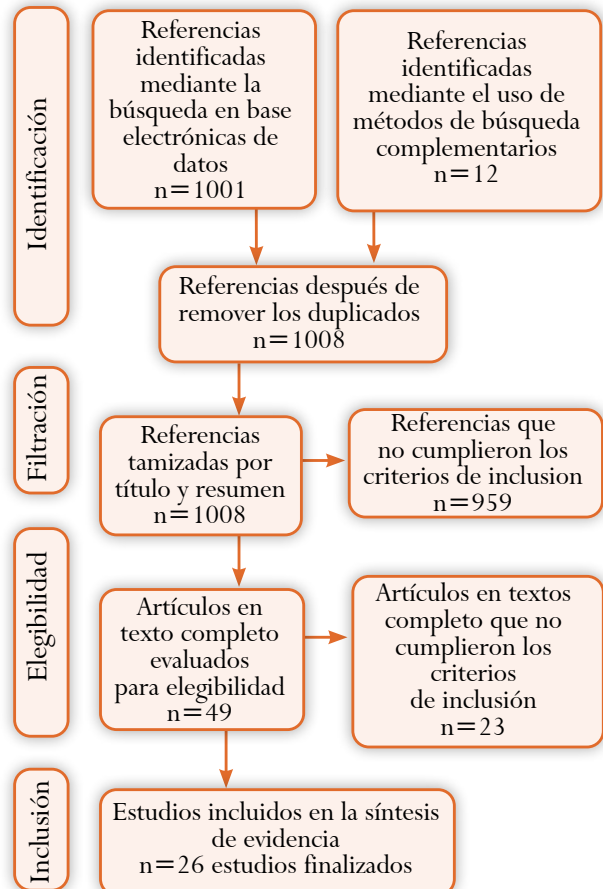 Identificación
Referencias
identificadas
mediante la
búsqueda en base
electrónicas de
datos
n=1001
Referencias
identificadas
mediante el uso de
métodos de búsqueda
complementarios
n=12
Referencias después de
remover los duplicados
n=1008
Filtración
Referencias
tamizadas por
título y resumen
n=1008
Referencias que
no cumplieron los
criterios de inclusion
n=959
Elegibilidad
Artículos en
texto completo
evaluados
para elegibilidad
n=49
Artículos en textos
completo que no
cumplieron los
criterios
de inclusión
n=23
Inclusión
Estudios incluidos en la síntesis
de evidencia
n=26 estudios finalizados